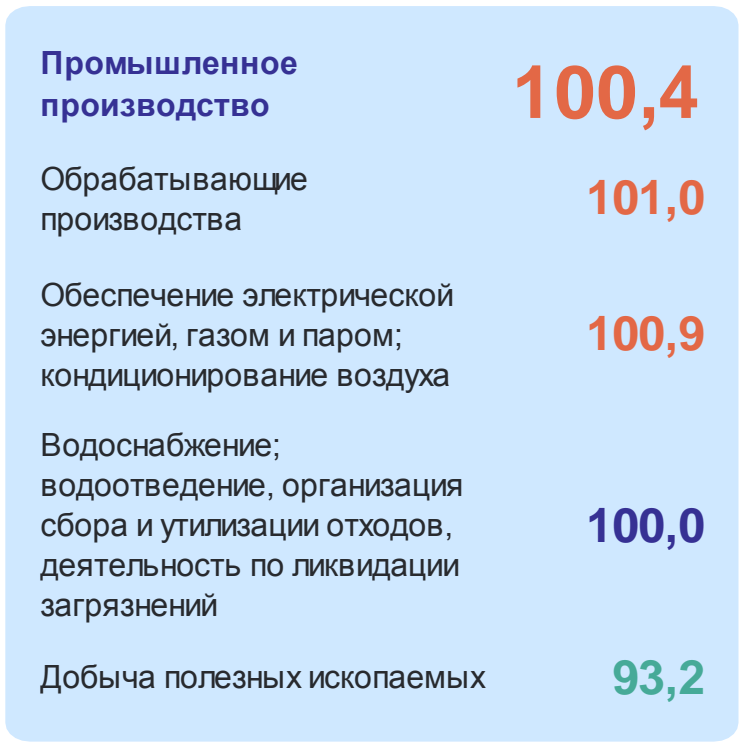 Промышленное
производство
100,4
Обрабатывающие
производства
101,0
Обеспечение электрической
энергией, газом и паром;
кондиционирование воздуха
100,9
Водоснабжение;
водоотведение, организация
сбора и утилизации отходов,
деятельность по ликвидации
загрязнений
100,0
Добыча полезных ископаемых
93,2